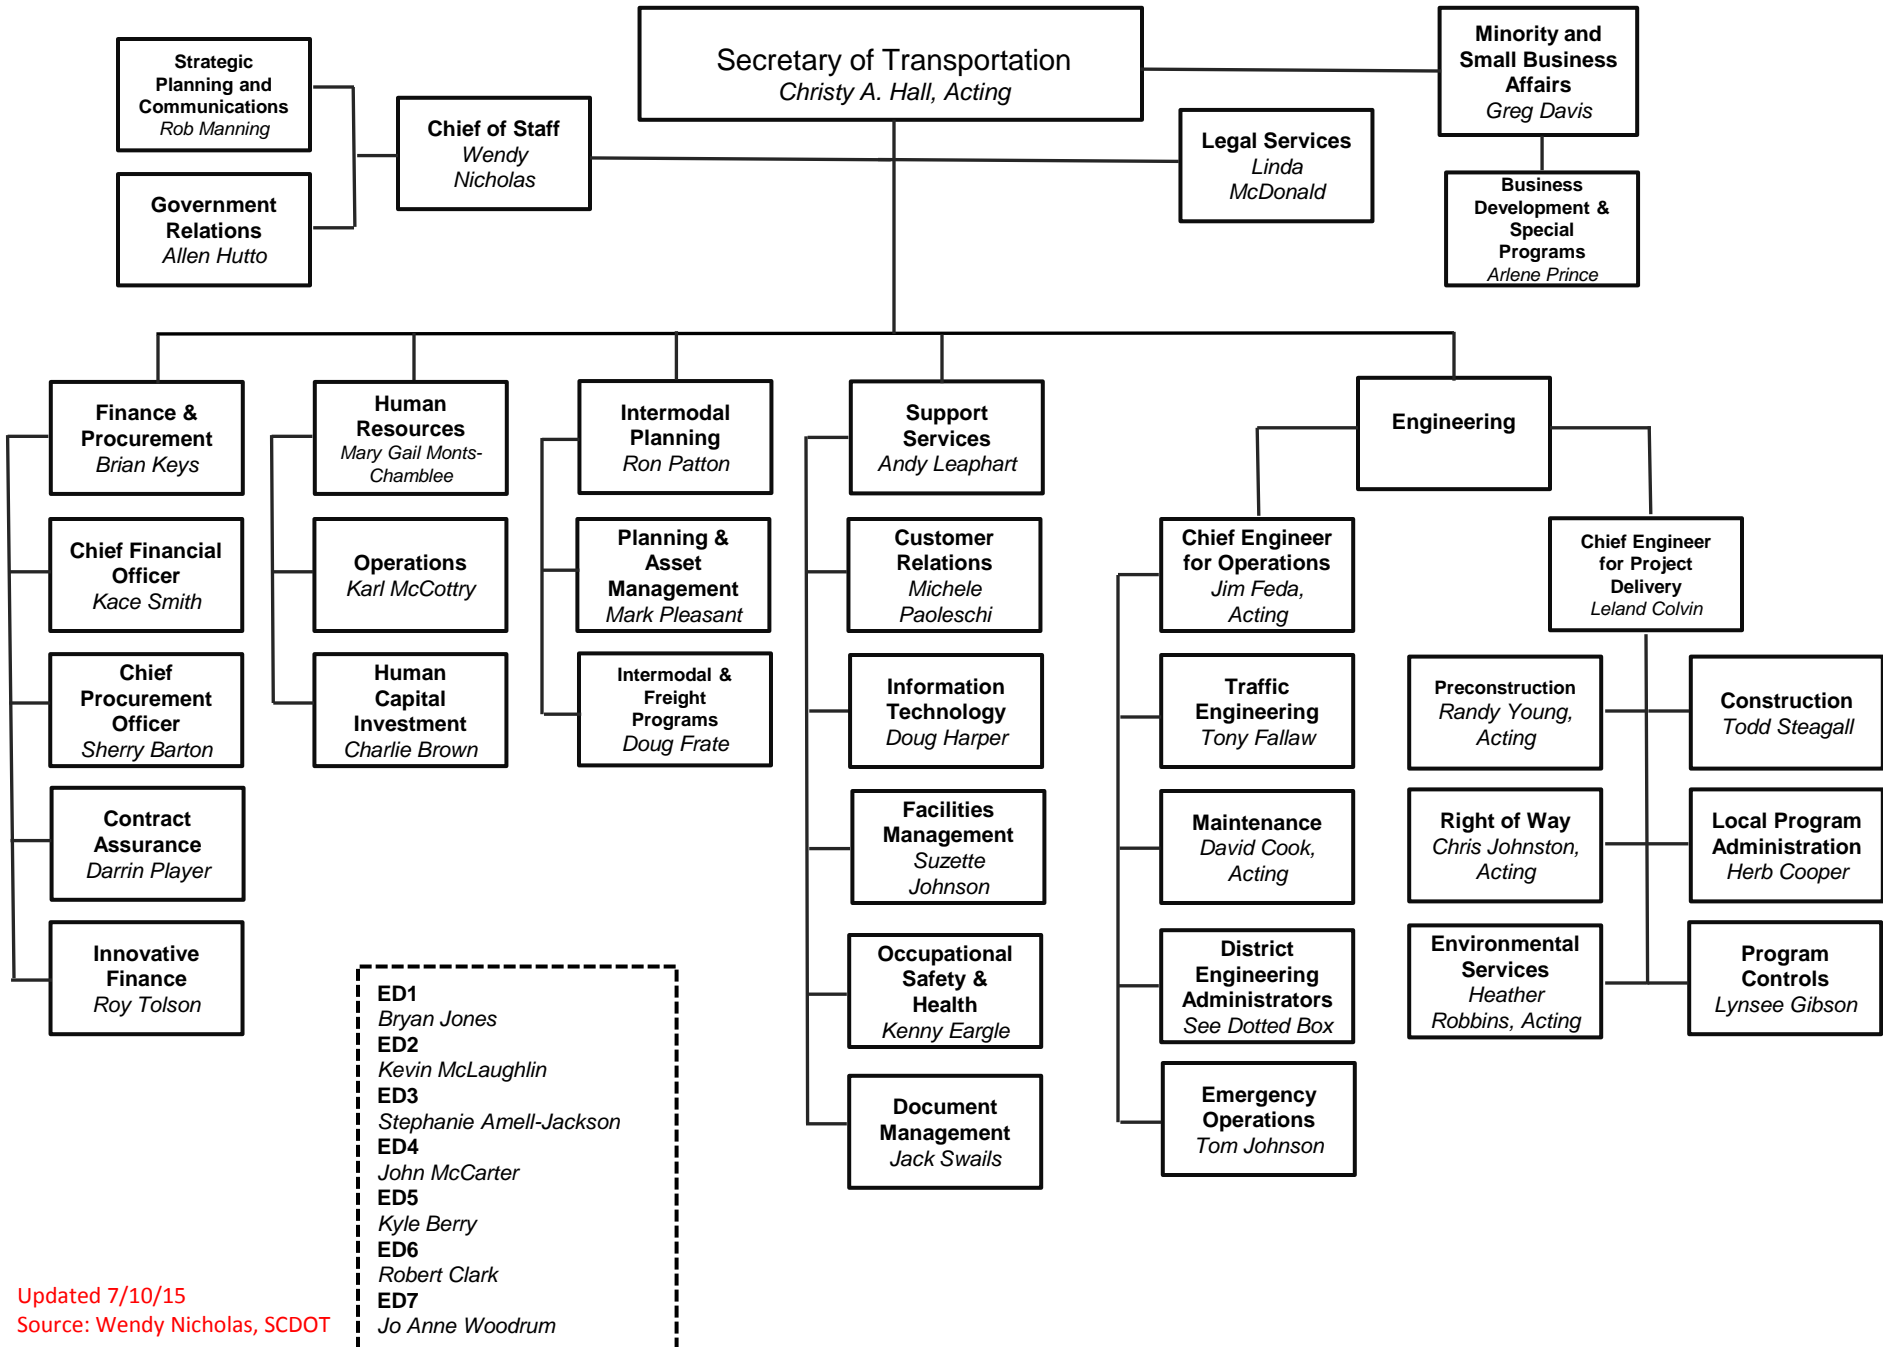 Secretary of Transportation
Christy A. Hall, Acting
Minority and
Small Business
Affairs
Greg Davis
Strategic
Planning and
Communications
Rob Manning
Chief of Staff
Wendy
Nicholas
Legal Services
Linda
McDonald
Government
Relations
Allen Hutto
Business
Development &
Special
Programs
Arlene Prince
Finance &
Procurement
Brian Keys
Chief Financial
Officer
Kace Smith
Chief
Procurement
Officer
Sherry Barton
Contract
Assurance
Darrin Player
Innovative
Finance
Roy Tolson
Human
Resources
Mary Gail Monts-
Chamblee
Operations
Karl McCottry
Human
Capital
Investment
Charlie Brown
Intermodal
Planning
Ron Patton
Planning &
Asset
Management
Mark Pleasant
Intermodal &
Freight
Programs
Doug Frate
Support
Services
Andy Leaphart
Customer
Relations
Michele
Paoleschi
Information
Technology
Doug Harper
Facilities
Management
Suzette
Johnson
Occupational
Safety &
Health
Kenny Eargle
Document
Management
Jack Swails
Engineering
Chief Engineer
for Operations
Jim Feda,
Acting
Traffic
Engineering
Tony Fallaw
Maintenance
David Cook,
Acting
District
Engineering
Administrators
See Dotted Box
Emergency
Operations
Tom Johnson
Chief Engineer
for Project
Delivery
Leland Colvin
Preconstruction
Randy Young,
Acting
Construction
Todd Steagall
Right of Way
Chris Johnston,
Acting
Local Program
Administration
Herb Cooper
Environmental
Services
Heather
Robbins, Acting
Program
Controls
Lynsee Gibson
ED1
Bryan Jones
ED2
Kevin McLaughlin
ED3
Stephanie Amell-Jackson
ED4
John McCarter
ED5
Kyle Berry
ED6
Robert Clark
ED7
Jo Anne Woodrum
Updated 7/10/15
Source: Wendy Nicholas, SCDOT